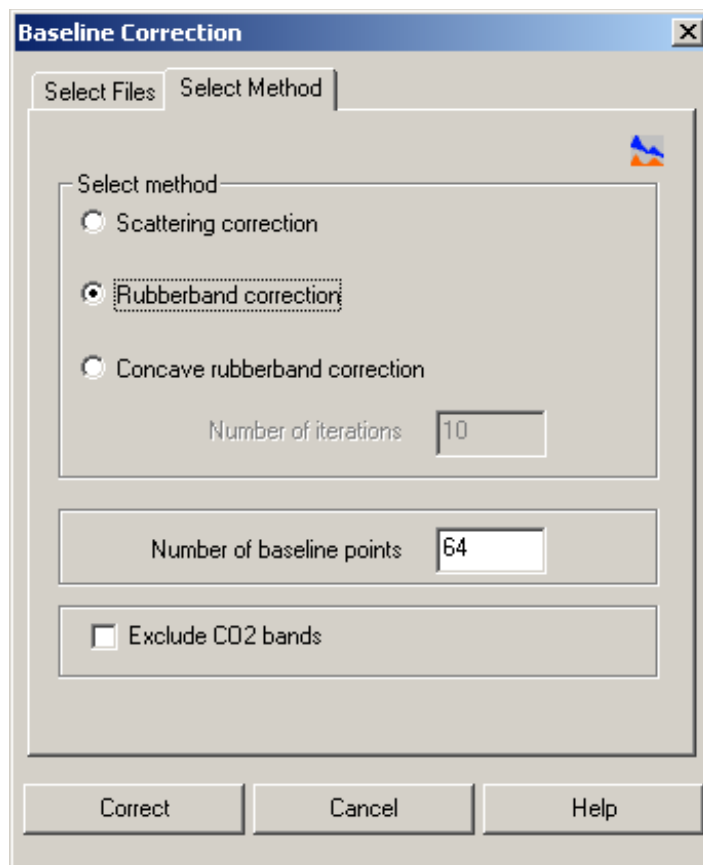 Baseline Correction
Select Files Select Method
Select method
Scattering correction
Rubberband correction
Concave rubberband correction
Number of iterations 10
Number of baseline points 64
Exclude CO2 bands
Correct Cancel Help